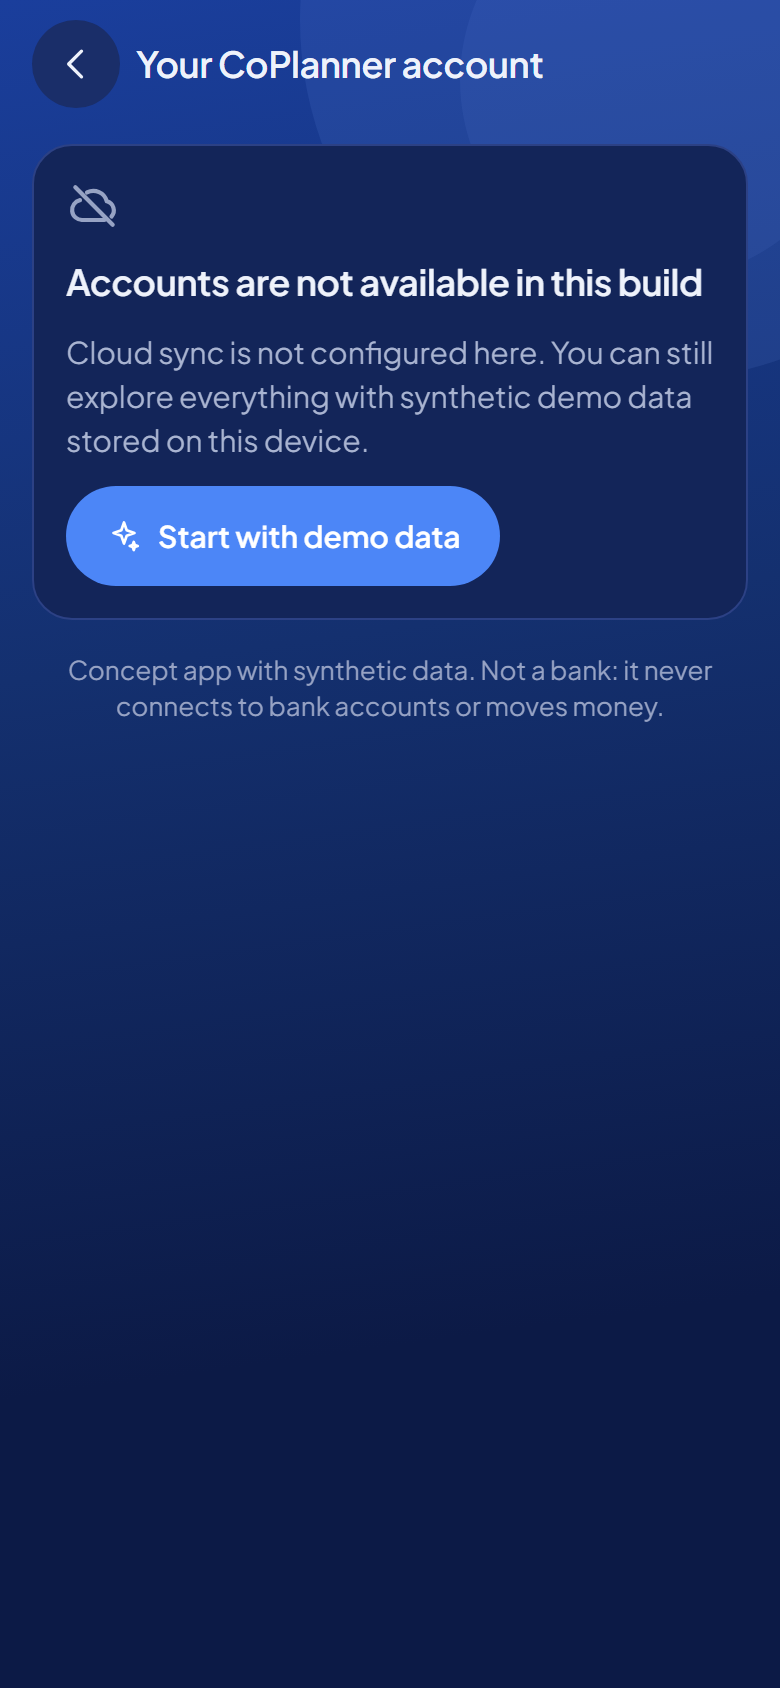 Your CoPlanner account
Accounts are not available in this build
Cloud sync is not configured here. You can still
explore everything with synthetic demo data
stored on this device.
Start with demo data
Concept app with synthetic data. Not a bank: it never
connects to bank accounts or moves money.